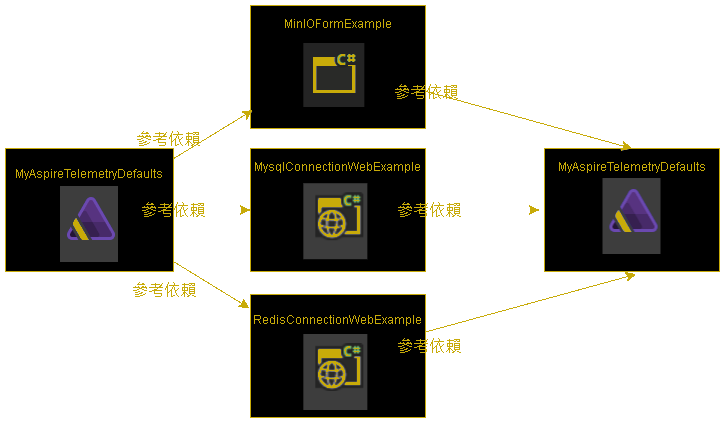 MinIOFormExample
C#
參考依賴
參考依賴
MyAspireTelemetryDefaults
MysqlConnectionWebExample
MyAspireTelemetryDefaults
C#
參考依賴
參考依賴
參考依賴
RedisConnectionWebExample
參考依賴
C#